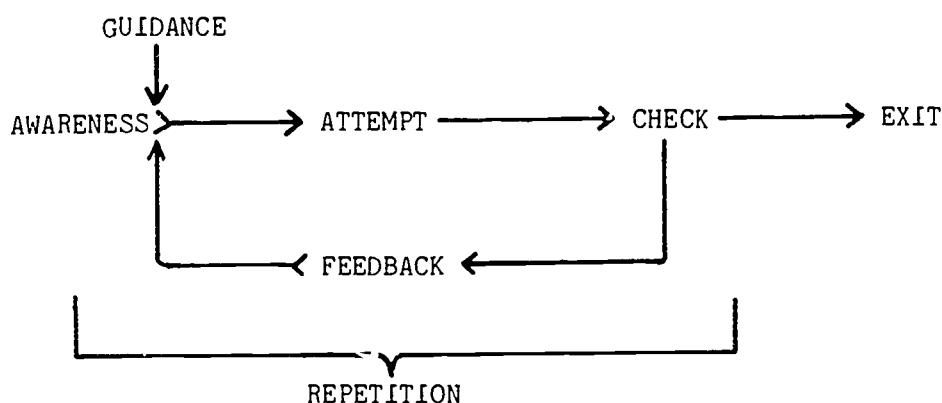 GUIDANCE
AWARENESS ATTEMPT CHECK EXIT
FEEDBACK
REPETITION